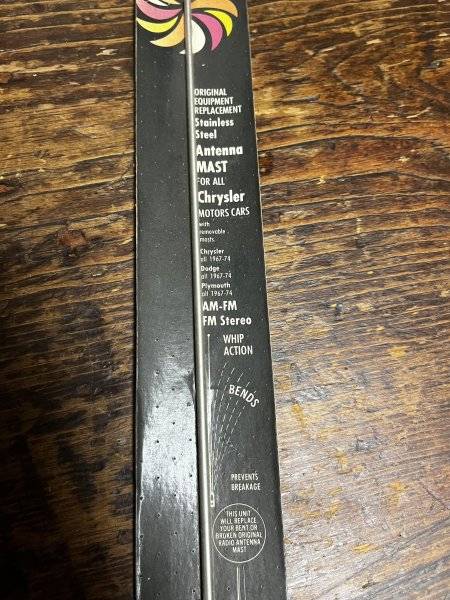 ORIGINAL
EQUIPMENT
REPLACEMENT
Stainless
Steel
Antenna
MAST
FOR ALL
Chrysler
MOTORS CARS
with
removable
masts.
Chrysler
all 1967-74
Dodge
all 1967-74
Plymouth
all 1967-74
AM-FM
FM Stereo
WHIP
ACTION
BENDS
PREVENTS
BREAKAGE
THIS UNIT
WILL REPLACE
YOUR BENT OR
BROKEN ORIGINAL
RADIO ANTENNA
MAST